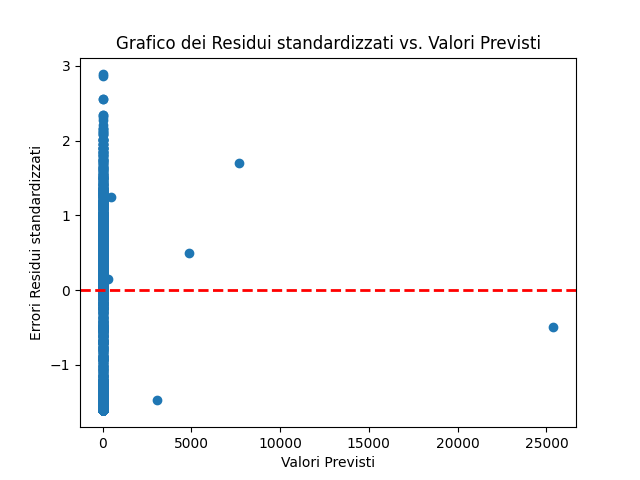 Grafico dei Residui standardizzati vs. Valori Previsti
Errori Residui standardizzati
3
2
1
0
−1
0 5000 10000 15000 20000 25000
Valori Previsti